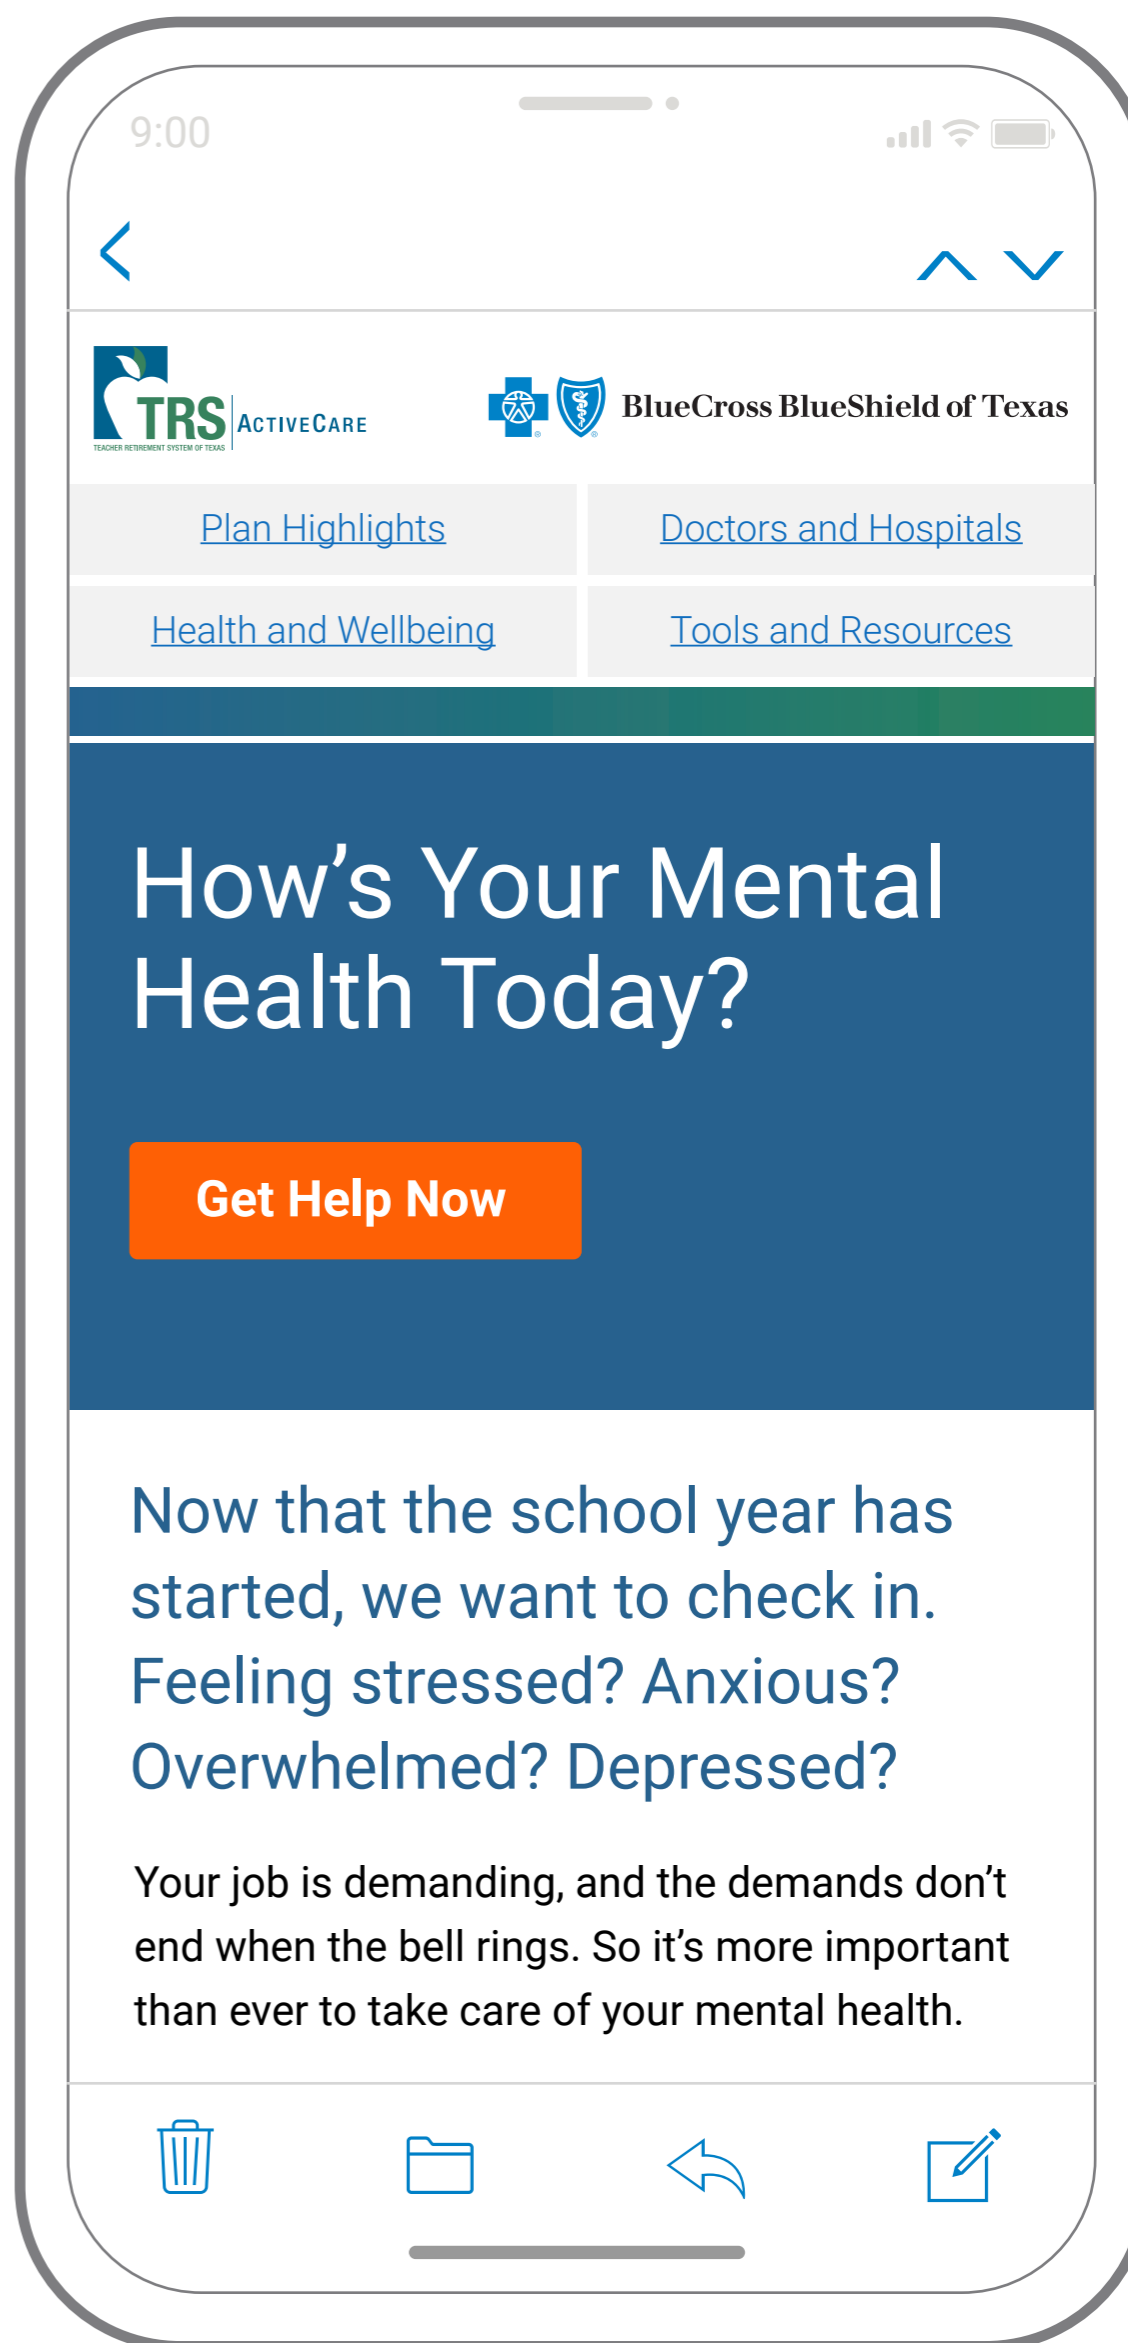 9:00
TRS
ACTIVECARE
TEACHER RETIREMENT SYSTEM OF TEXAS
BlueCross BlueShield of Texas
Plan Highlights
Doctors and Hospitals
Health and Wellbeing
Tools and Resources
How’s Your Mental
Health Today?
Get Help Now
Now that the school year has
started, we want to check in.
Feeling stressed? Anxious?
Overwhelmed? Depressed?
Your job is demanding, and the demands don’t
end when the bell rings. So it’s more important
than ever to take care of your mental health.